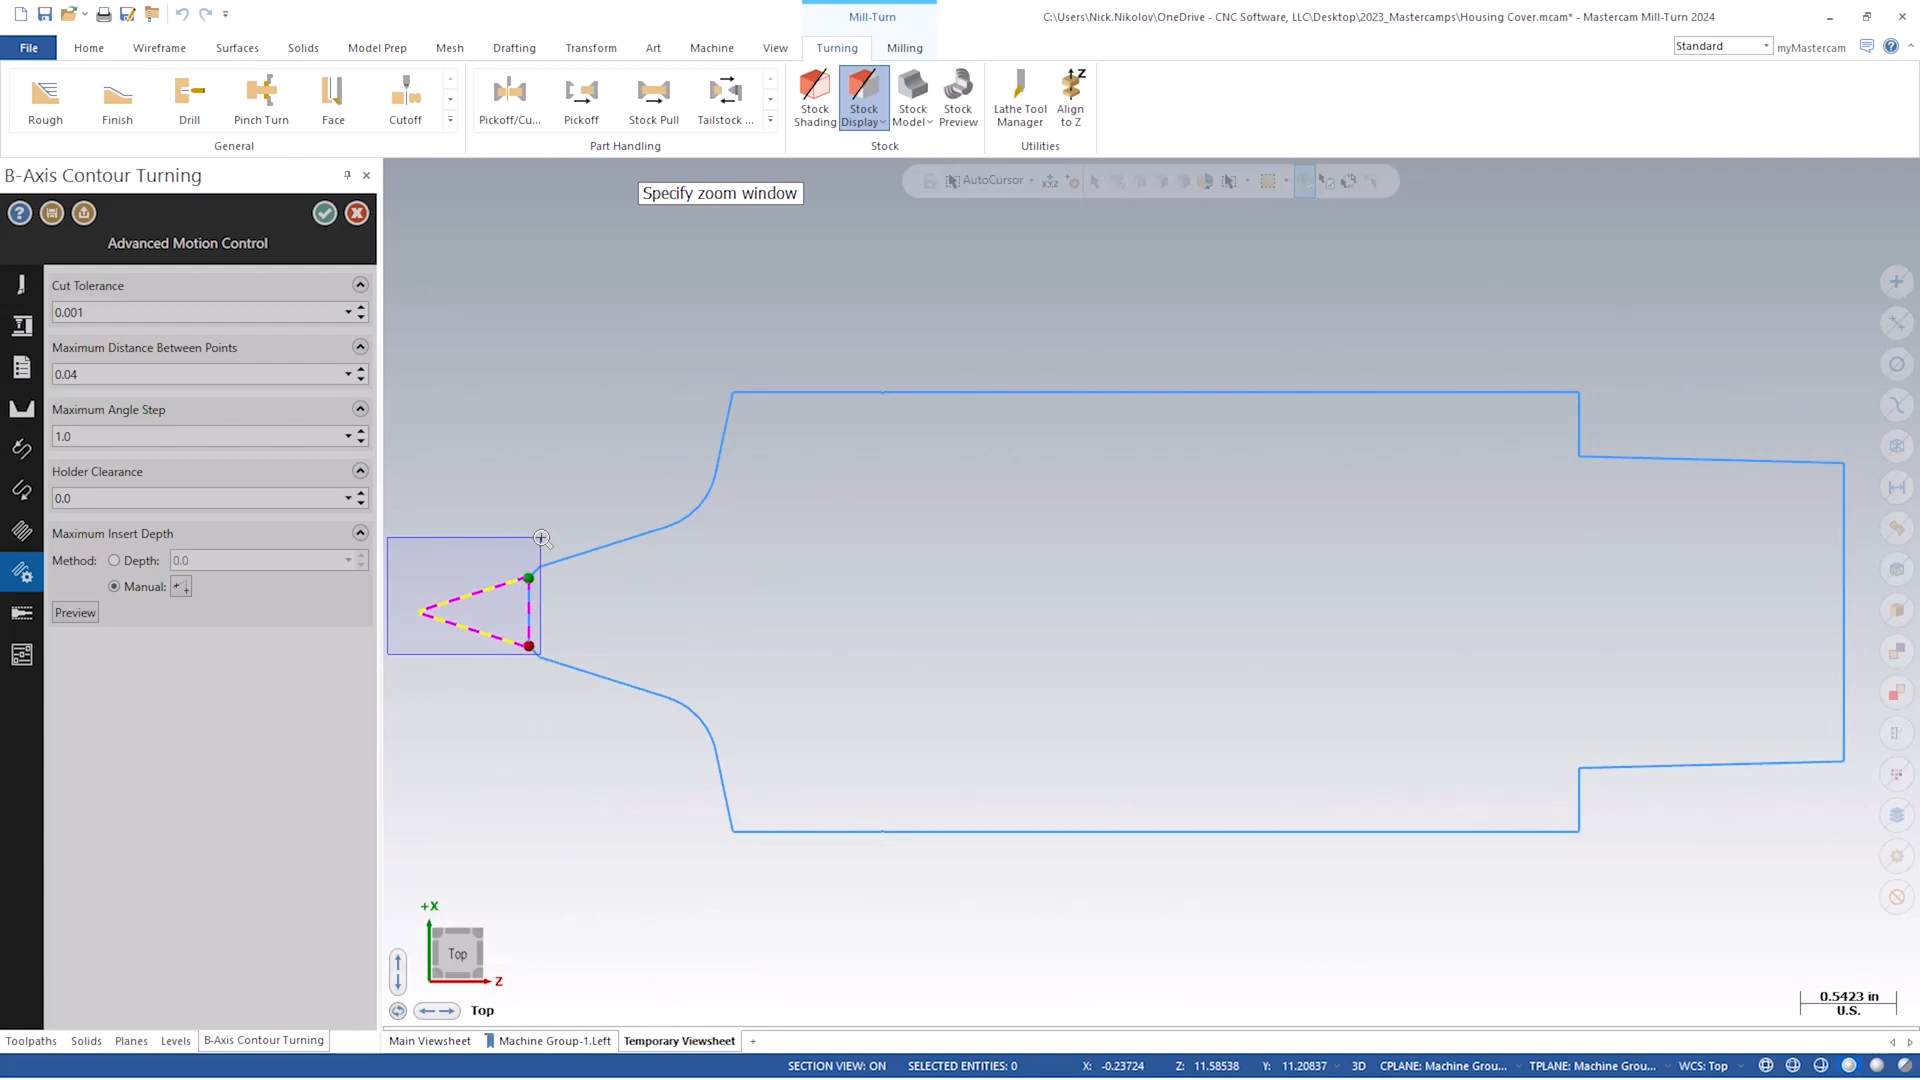 Mill-Turn
C:\Users\Nick.Nikolov\OneDrive - CNC Software, LLC\Desktop\2023_Mastercamps\Housing Cover.mcam* - Mastercam Mill-Turn 2024
File Home Wireframe Surfaces Solids Model Prep Mesh Drafting Transform Art Machine View Turning Milling
Standard myMastercam
Rough Finish Drill Pinch Turn Face Cutoff
Pickoff/Cu... Pickoff Stock Pull Tailstock ...
Stock Shading
Stock Display
Stock Model
Stock Preview
Lathe Tool Manager
Align to Z
General Part Handling Stock Utilities
B-Axis Contour Turning
Specify zoom window
AutoCursor
Advanced Motion Control
Cut Tolerance
0.001
Maximum Distance Between Points
0.04
Maximum Angle Step
1.0
Holder Clearance
0.0
Maximum Insert Depth
Method: Depth: 0.0
Manual:
Preview
+X
Top
Z
Top
0.5423 in
U.S.
Toolpaths Solids Planes Levels B-Axis Contour Turning
Main Viewsheet Machine Group-1.Left Temporary Viewsheet +
SECTION VIEW: ON SELECTED ENTITIES: 0 X: -0.23724 Z: 11.58538 Y: 11.20837 3D CPLANE: Machine Grou... TPLANE: Machine Grou... WCS: Top